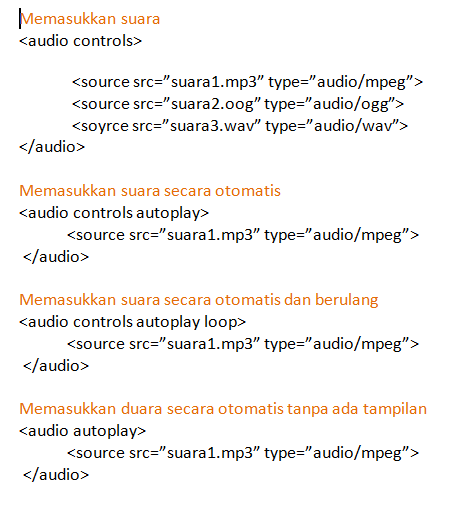 Memasukkan suara
<audio controls>
<source src=”suara1.mp3” type=”audio/mpeg”>
<source src=”suara2.oog” type=”audio/ogg”>
<soyrce src=”suara3.wav” type=”audio/wav”>
</audio>
Memasukkan suara secara otomatis
<audio controls autoplay>
<source src=”suara1.mp3” type=”audio/mpeg”>
</audio>
Memasukkan suara secara otomatis dan berulang
<audio controls autoplay loop>
<source src=”suara1.mp3” type=”audio/mpeg”>
</audio>
Memasukkan duara secara otomatis tanpa ada tampilan
<audio autoplay>
<source src=”suara1.mp3” type=”audio/mpeg”>
</audio>